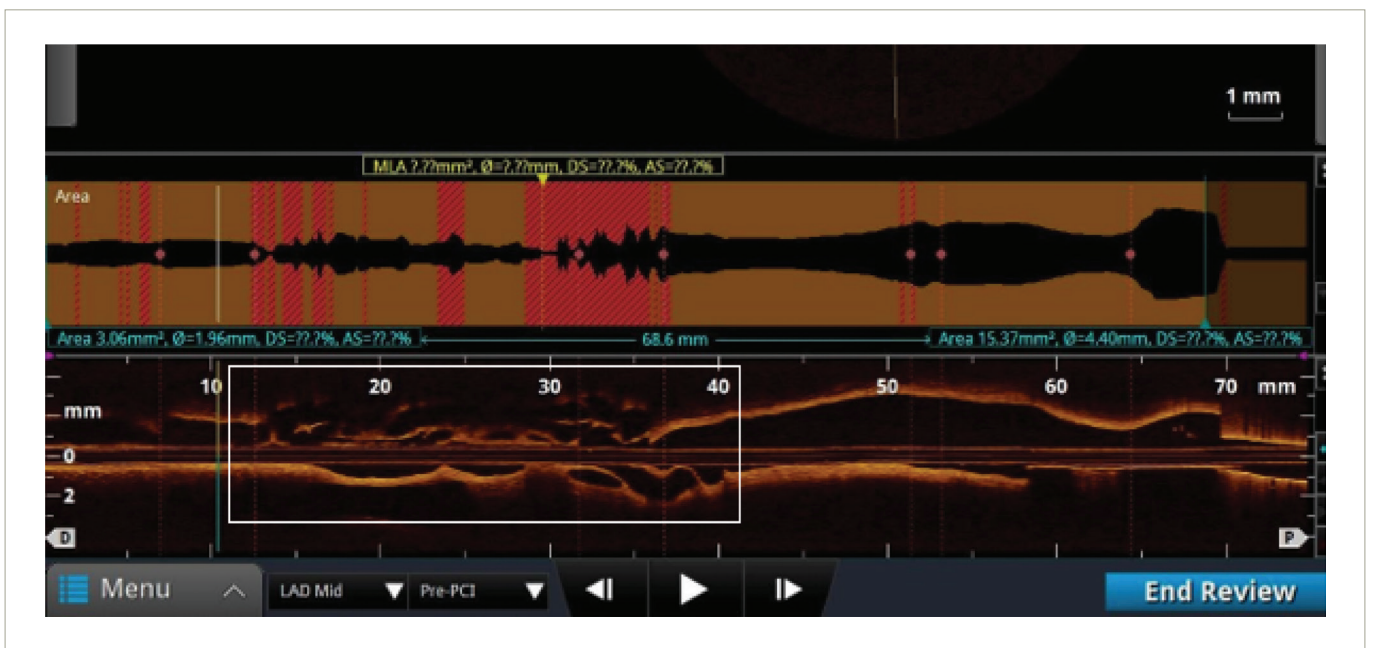 1 mm
MLA ?.??mm², Ø=?.??mm, DS=??.?%, AS=??.?%
Area
Area 3.06mm², Ø=1.96mm, DS=??.?%, AS=??.?%
68.6 mm
Area 15.37mm², Ø=4.40mm, DS=??.?%, AS=??.?%
10 20 30 40 50 60 70 mm
mm
0
2
D
P
Menu
LAD Mid
Pre-PCI
End Review